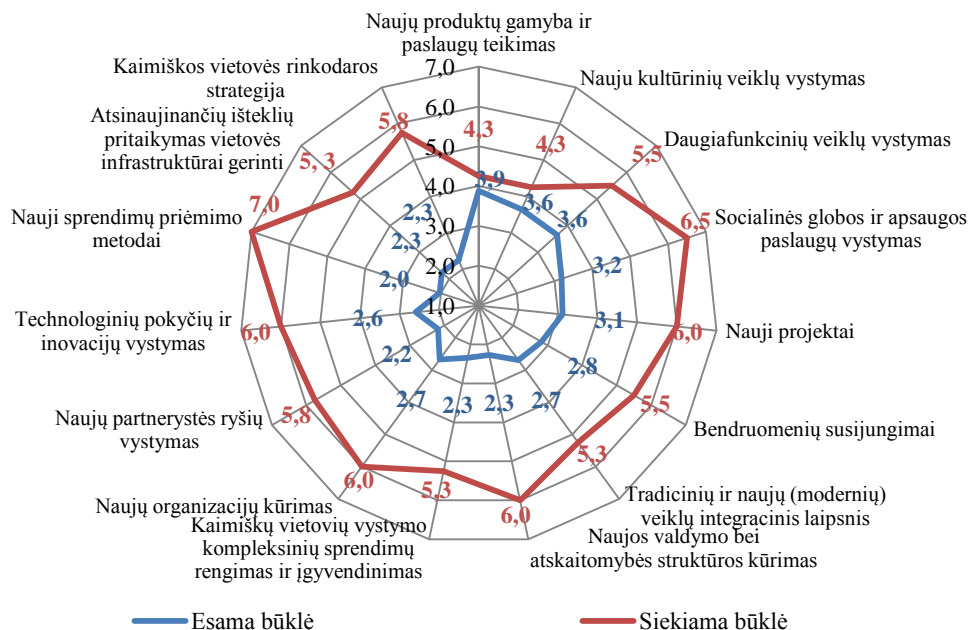 Naujų produktų gamyba ir
paslaugų teikimas
Nauju kultūrinių veiklų vystymas
Daugiafunkcinių veiklų vystymas
Socialinės globos ir apsaugos
paslaugų vystymas
Nauji projektai
Bendruomenių susijungimai
Tradicinių ir naujų (modernių)
veiklų integracinis laipsnis
Naujos valdymo bei
atskaitomybės struktūros kūrimas
Kaimiškų vietovių vystymo
kompleksinių sprendimų
rengimas ir įgyvendinimas
Naujų organizacijų kūrimas
Naujų partnerystės ryšių
vystymas
Technologinių pokyčių ir
inovacijų vystymas
Nauji sprendimų priėmimo
metodai
Atsinaujinančių išteklių
pritaikymas vietovės
infrastruktūrai gerinti
Kaimiškos vietovės rinkodaros
strategija
7,0
6,0
5,0
4,0
3,0
2,0
1,0
3,9
3,6
3,6
3,2
3,1
2,8
2,7
2,3
2,3
2,7
2,2
2,6
2,0
2,3
2,3
4,3
4,3
5,5
6,5
6,0
5,5
5,3
6,0
5,3
6,0
5,8
6,0
7,0
5, 3
5,8
Esama būklė
Siekiama būklė